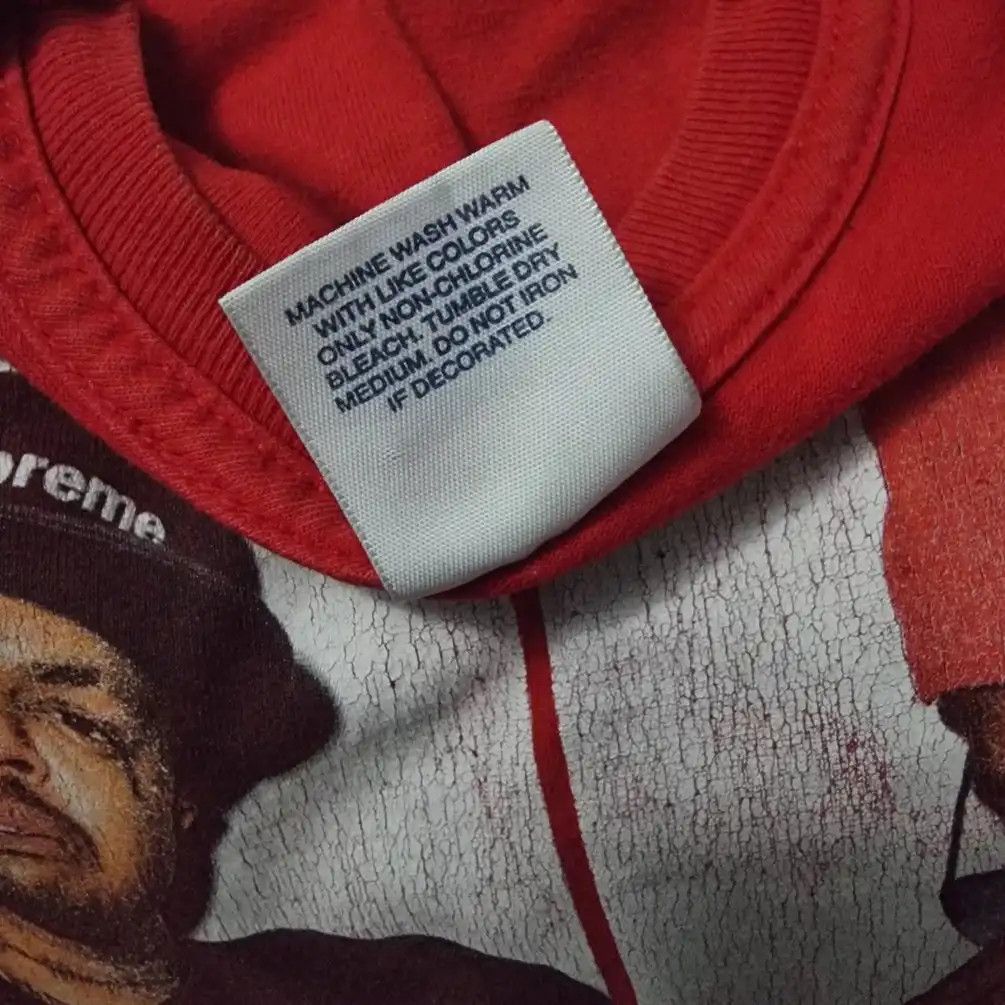 MACHINE WASH WARM
WITH LIKE COLORS
ONLY NON-CHLORINE
BLEACH. TUMBLE DRY
MEDIUM. DO NOT IRON
IF DECORATED.
preme